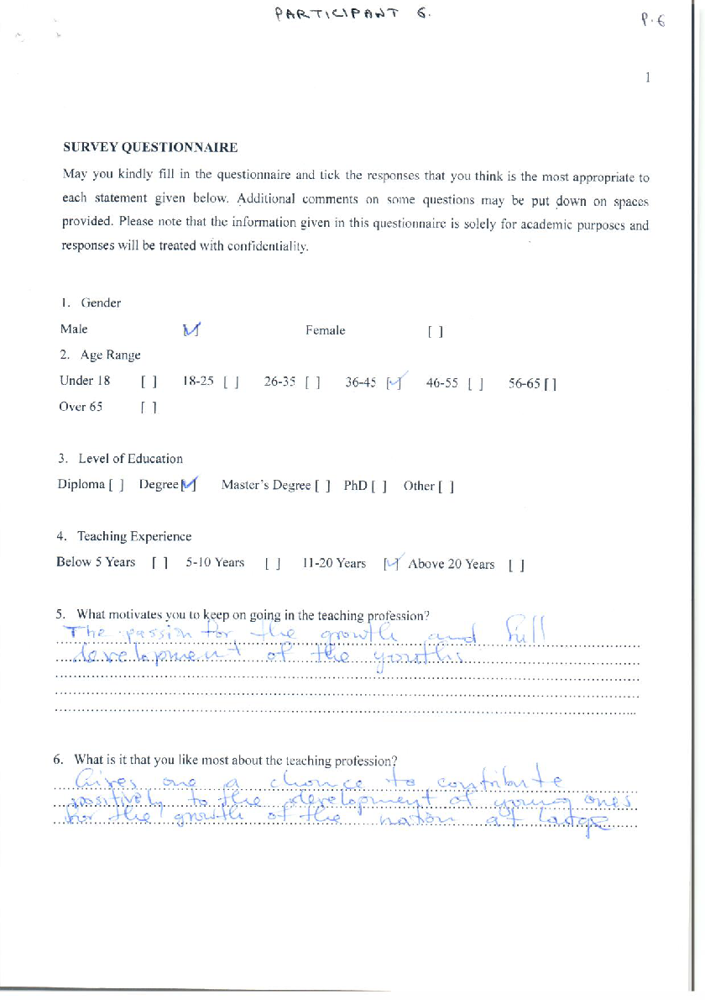 PARTICIPANT 6.
P.6
1
SURVEY QUESTIONNAIRE
May you kindly fill in the questionnaire and tick the responses that you think is the most appropriate to
each statement given below. Additional comments on some questions may be put down on spaces
provided. Please note that the information given in this questionnaire is solely for academic purposes and
responses will be treated with confidentiality.
1. Gender
Male [✓] Female [ ]
2. Age Range
Under 18 [ ] 18-25 [ ] 26-35 [ ] 36-45 [✓] 46-55 [ ] 56-65 [ ]
Over 65 [ ]
3. Level of Education
Diploma [ ] Degree [✓] Master's Degree [ ] PhD [ ] Other [ ]
4. Teaching Experience
Below 5 Years [ ] 5-10 Years [ ] 11-20 Years [✓] Above 20 Years [ ]
5. What motivates you to keep on going in the teaching profession?
The passion for the growth and full
development of the youths
6. What is it that you like most about the teaching profession?
Gives one a chance to contribute
positively to the development of young ones
for the growth of the nation at ladge